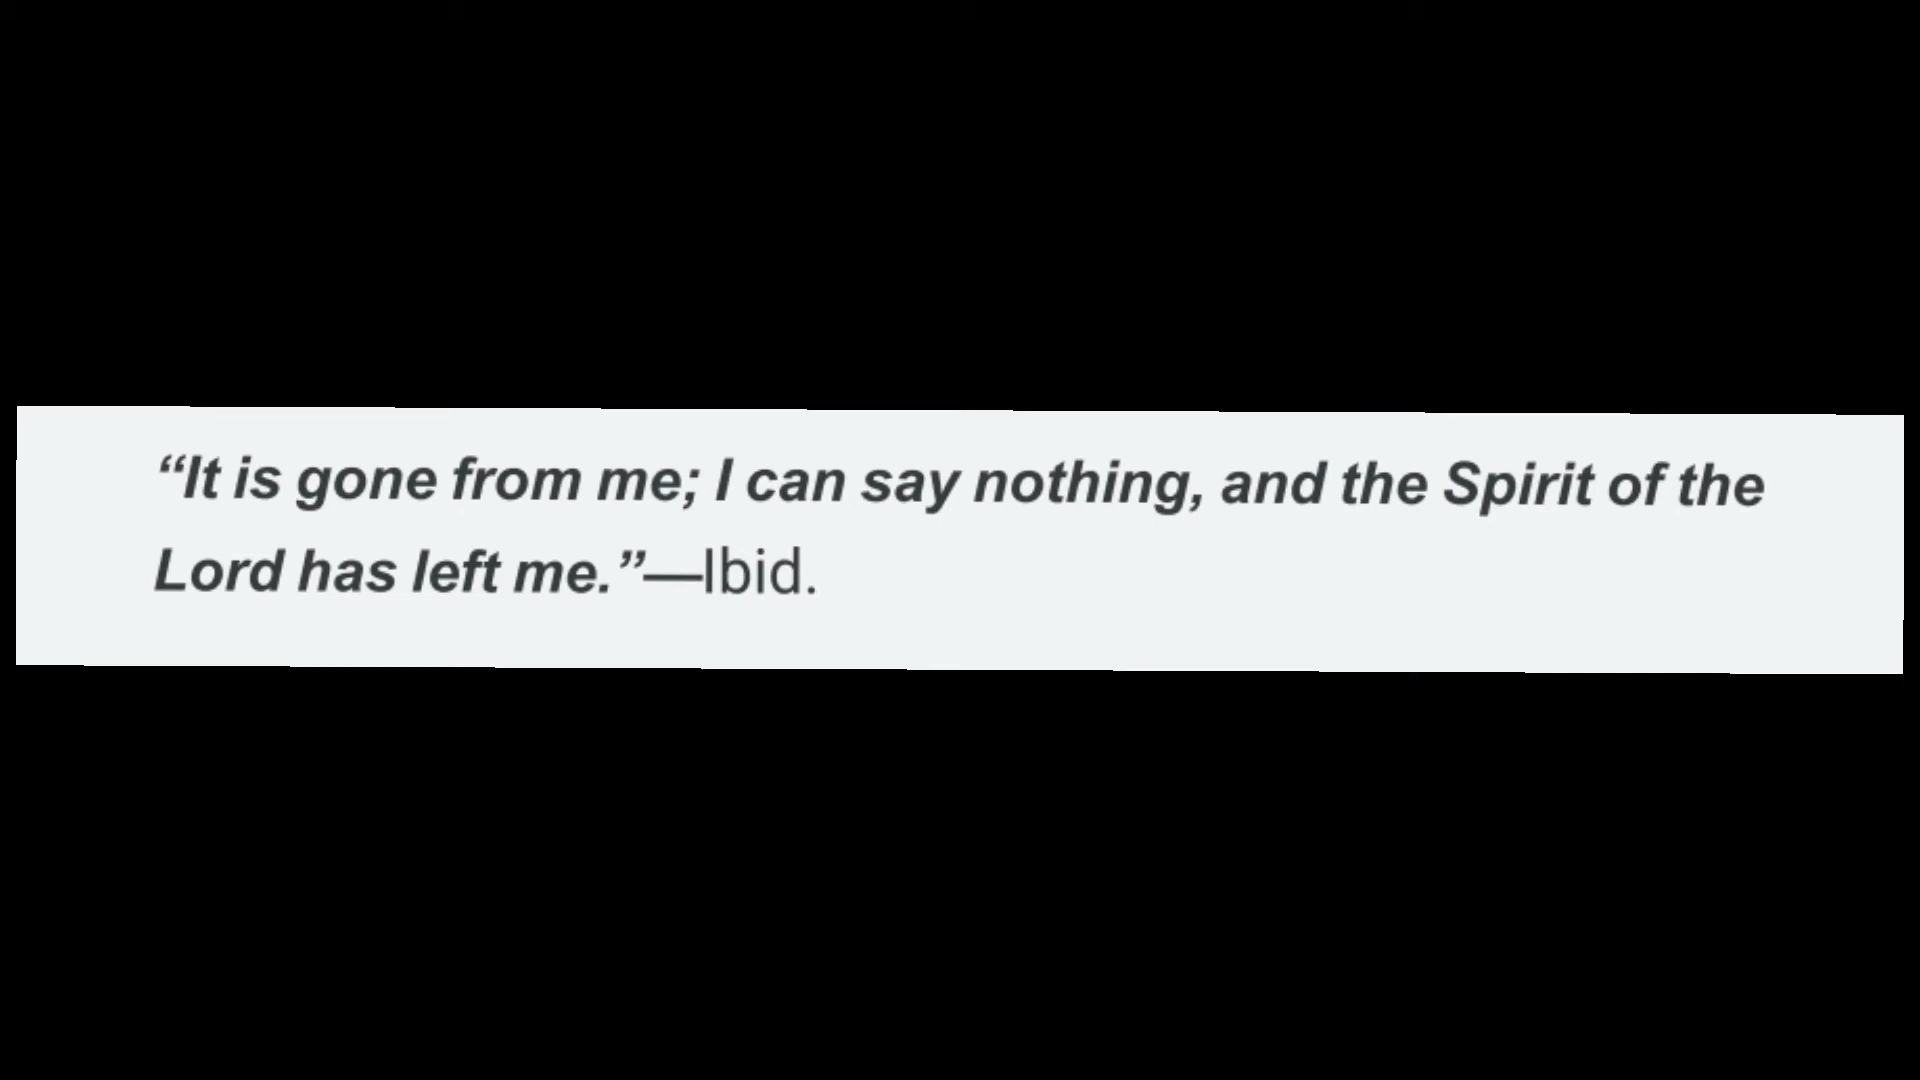 “It is gone from me; I can say nothing, and the Spirit of the
Lord has left me.”—Ibid.